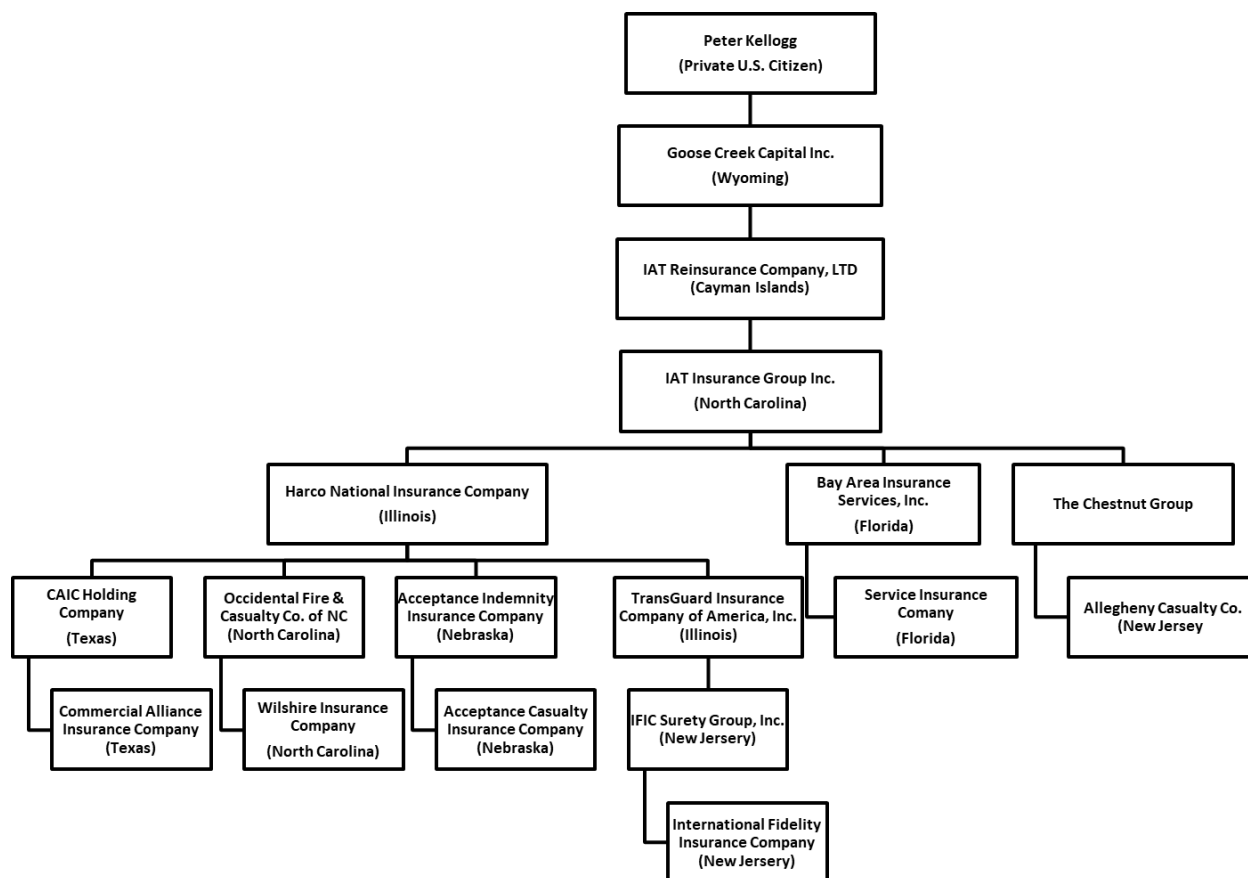 Peter Kellogg
(Private U.S. Citizen)
Goose Creek Capital Inc.
(Wyoming)
IAT Reinsurance Company, LTD
(Cayman Islands)
IAT Insurance Group Inc.
(North Carolina)
Harco National Insurance Company
(Illinois)
Bay Area Insurance
Services, Inc.
(Florida)
The Chestnut Group
CAIC Holding
Company
(Texas)
Occidental Fire &
Casualty Co. of NC
(North Carolina)
Acceptance Indemnity
Insurance Company
(Nebraska)
TransGuard Insurance
Company of America, Inc.
(Illinois)
Service Insurance
Comany
(Florida)
Allegheny Casualty Co.
(New Jersey
Commercial Alliance
Insurance Company
(Texas)
Wilshire Insurance
Company
(North Carolina)
Acceptance Casualty
Insurance Company
(Nebraska)
IFIC Surety Group, Inc.
(New Jersery)
International Fidelity
Insurance Company
(New Jersery)